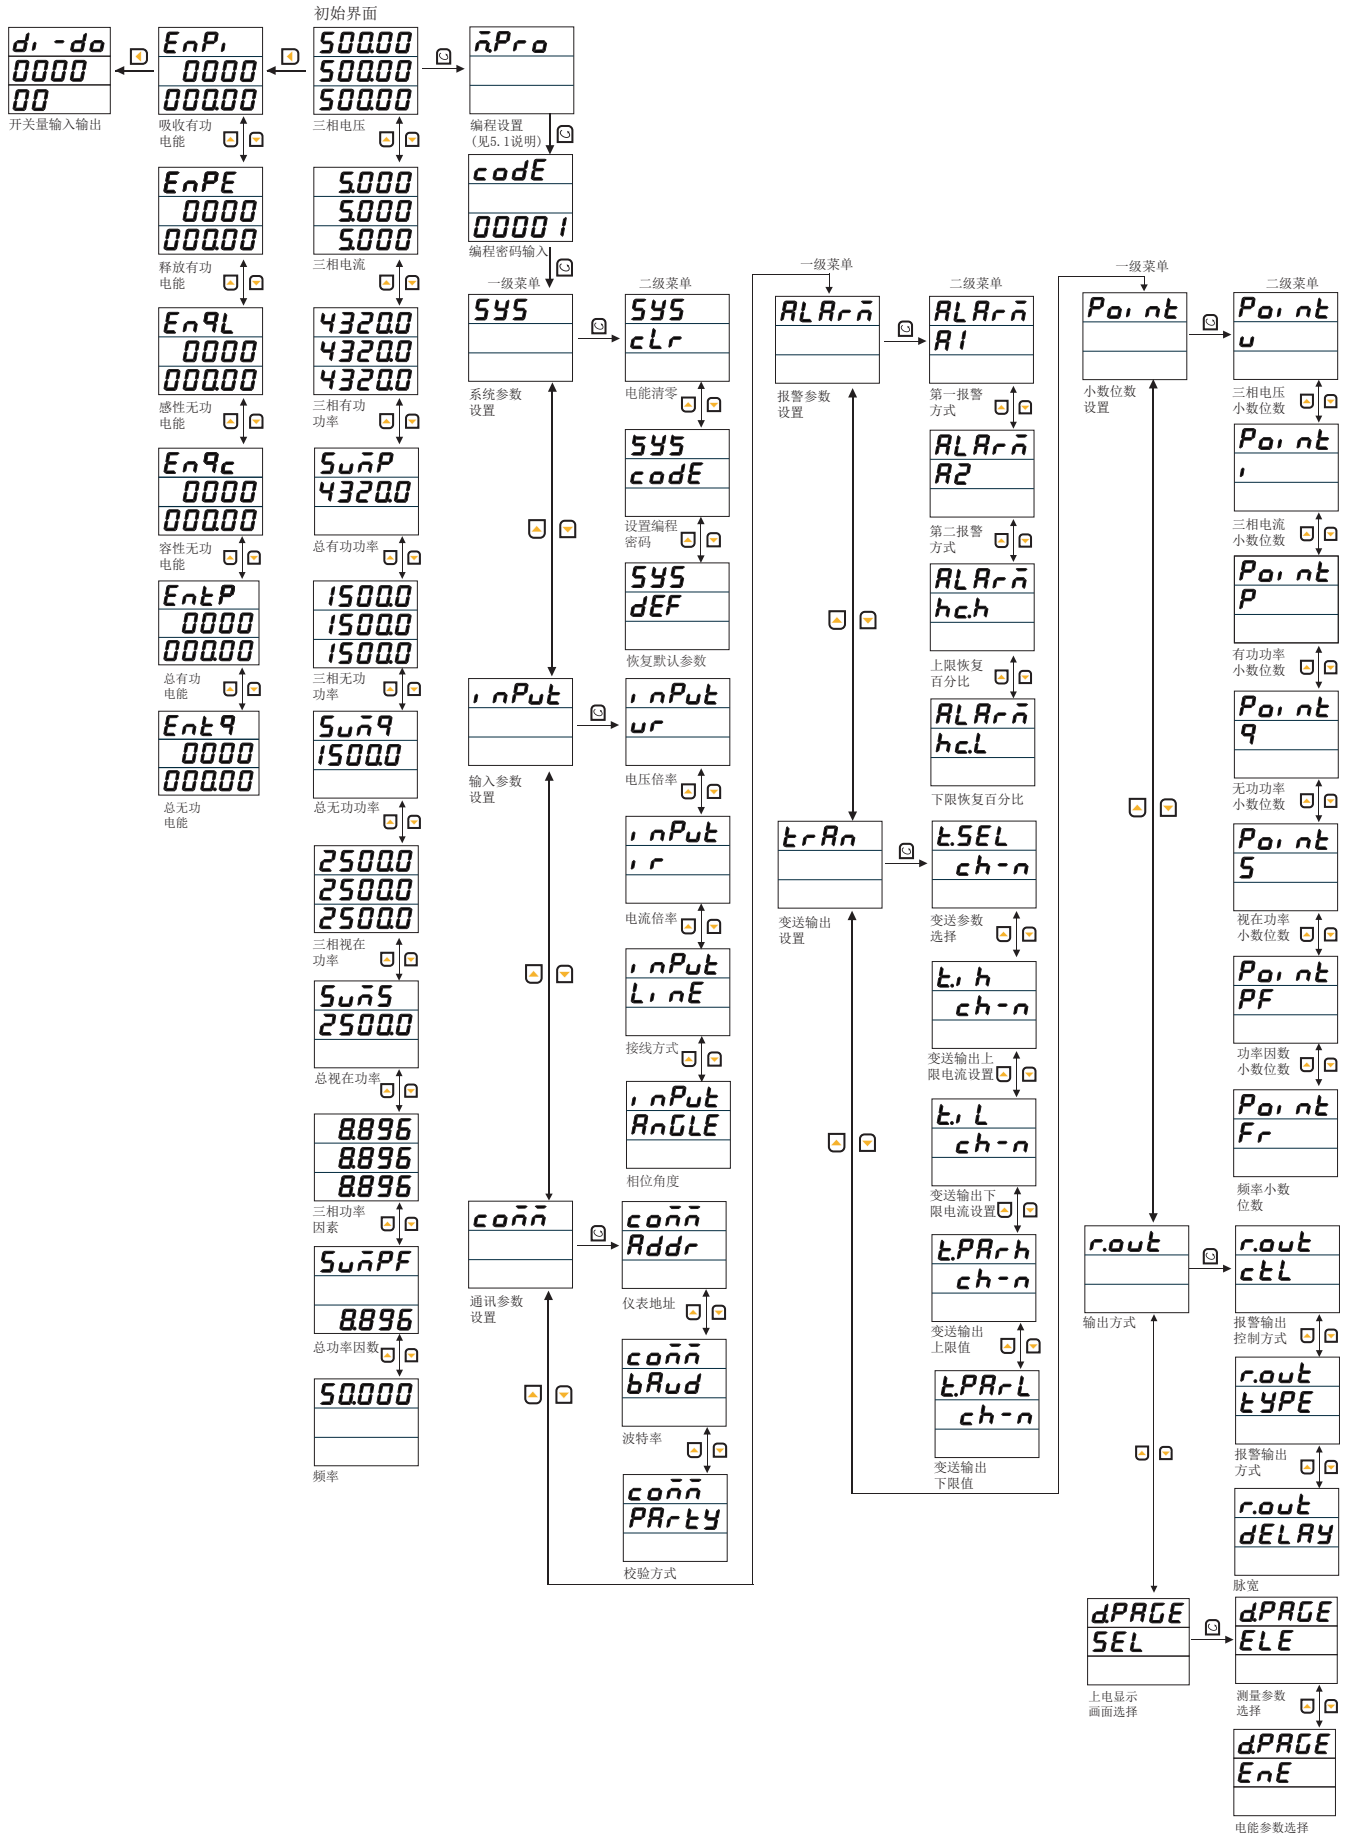 初始界面
di -do
0000
00
开关量输入输出
EnPi
0000
000.00
吸收有功
电能
EnPE
0000
000.00
释放有功
电能
EnqL
0000
000.00
感性无功
电能
Enqc
0000
000.00
容性无功
电能
EntP
0000
000.00
总有功
电能
Entq
0000
000.00
总无功
电能
500.00
500.00
500.00
三相电压
5.000
5.000
5.000
三相电流
4320.0
4320.0
4320.0
三相有功
功率
SumP
4320.0
总有功功率
1500.0
1500.0
1500.0
三相无功
功率
Sumq
1500.0
总无功功率
2500.0
2500.0
2500.0
三相视在
功率
SumS
2500.0
总视在功率
8.896
8.896
8.896
三相功率
因素
SumPF
8.896
总功率因数
50.000
频率
m.Pro
编程设置
(见5.1说明)
codE
00001
编程密码输入
一级菜单
SYS
系统参数
设置
inPut
输入参数
设置
comm
通讯参数
设置
二级菜单
SYS
cLr
电能清零
SYS
codE
设置编程
密码
SYS
dEF
恢复默认参数
inPut
ur
电压倍率
inPut
ir
电流倍率
inPut
LinE
接线方式
inPut
AnGLE
相位角度
comm
Addr
仪表地址
comm
bAud
波特率
comm
PArtY
校验方式
一级菜单
ALArm
报警参数
设置
trAn
变送输出
设置
二级菜单
ALArm
A1
第一报警
方式
ALArm
A2
第二报警
方式
ALArm
hc.h
上限恢复
百分比
ALArm
hc.L
下限恢复百分比
t.SEL
ch-n
变送参数
选择
t.i h
ch-n
变送输出上
限电流设置
t.i L
ch-n
变送输出下
限电流设置
t.PArh
ch-n
变送输出
上限值
t.PArL
ch-n
变送输出
下限值
一级菜单
Point
小数位数
设置
r.out
输出方式
d.PAGE
SEL
上电显示
画面选择
二级菜单
Point
u
三相电压
小数位数
Point
i
三相电流
小数位数
Point
P
有功功率
小数位数
Point
q
无功功率
小数位数
Point
S
视在功率
小数位数
Point
PF
功率因数
小数位数
Point
Fr
频率小数
位数
r.out
ctL
报警输出
控制方式
r.out
tYPE
报警输出
方式
r.out
dELAY
脉宽
d.PAGE
ELE
测量参数
选择
d.PAGE
EnE
电能参数选择